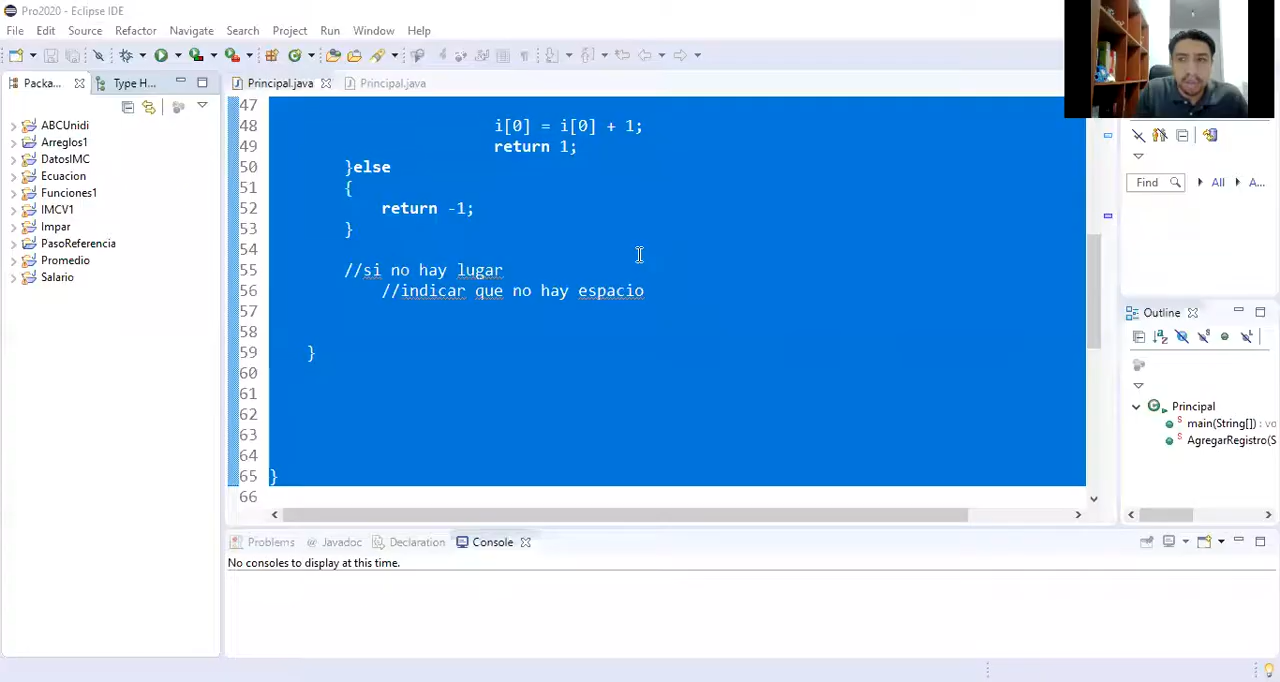 Pro2020 - Eclipse IDE
File Edit Source Refactor Navigate Search Project Run Window Help
Packa... Type H... Principal.java Principal.java
ABCUnidi
Arreglos1
DatosIMC
Ecuacion
Funciones1
IMCV1
Impar
PasoReferencia
Promedio
Salario
47
48 i[0] = i[0] + 1;
49 return 1;
50 }else
51 {
52 return -1;
53 }
54
55 //si no hay lugar
56 //indicar que no hay espacio
57
58
59 }
60
61
62
63
64
65 }
66
Find All A...
Outline
Principal
main(String[]) : vo
AgregarRegistro(S
Problems @ Javadoc Declaration Console
No consoles to display at this time.